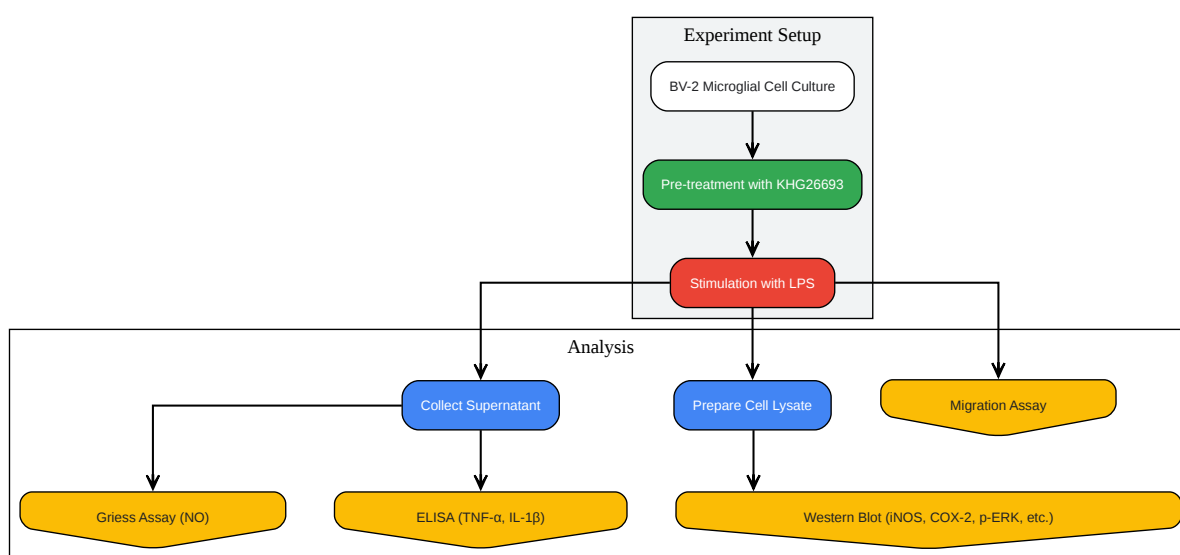 Experiment Setup
BV-2 Microglial Cell Culture
Pre-treatment with KHG26693
Stimulation with LPS
Analysis
Collect Supernatant
Prepare Cell Lysate
Migration Assay
Griess Assay (NO)
ELISA (TNF-α, IL-1β)
Western Blot (iNOS, COX-2, p-ERK, etc.)